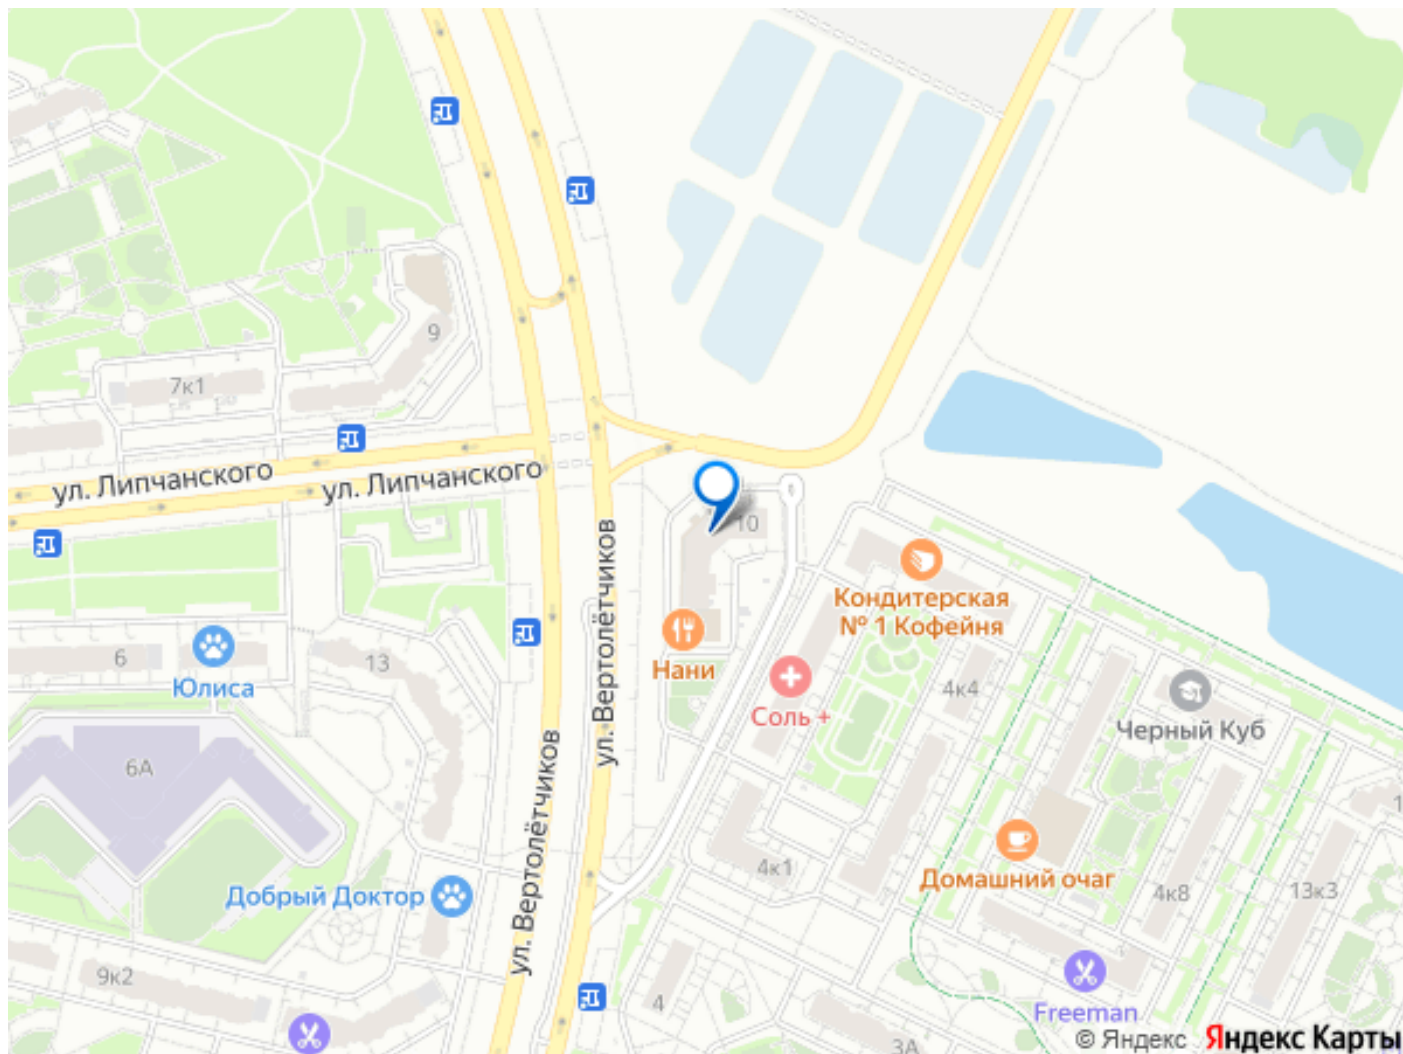 9
7к1
ул. Липчанского
ул. Липчанского
10
Кондитерская
№ 1 Кофейня
ул. Вертолётчиков
6
Юлиса
13
Нани
Соль +
4к4
Черный Куб
6А
ул. Вертолётчиков
4к1
Домашний очаг
4к8
13к3
Добрый Доктор
9к2
4
Freeman
3А
© Яндекс Яндекс Карты